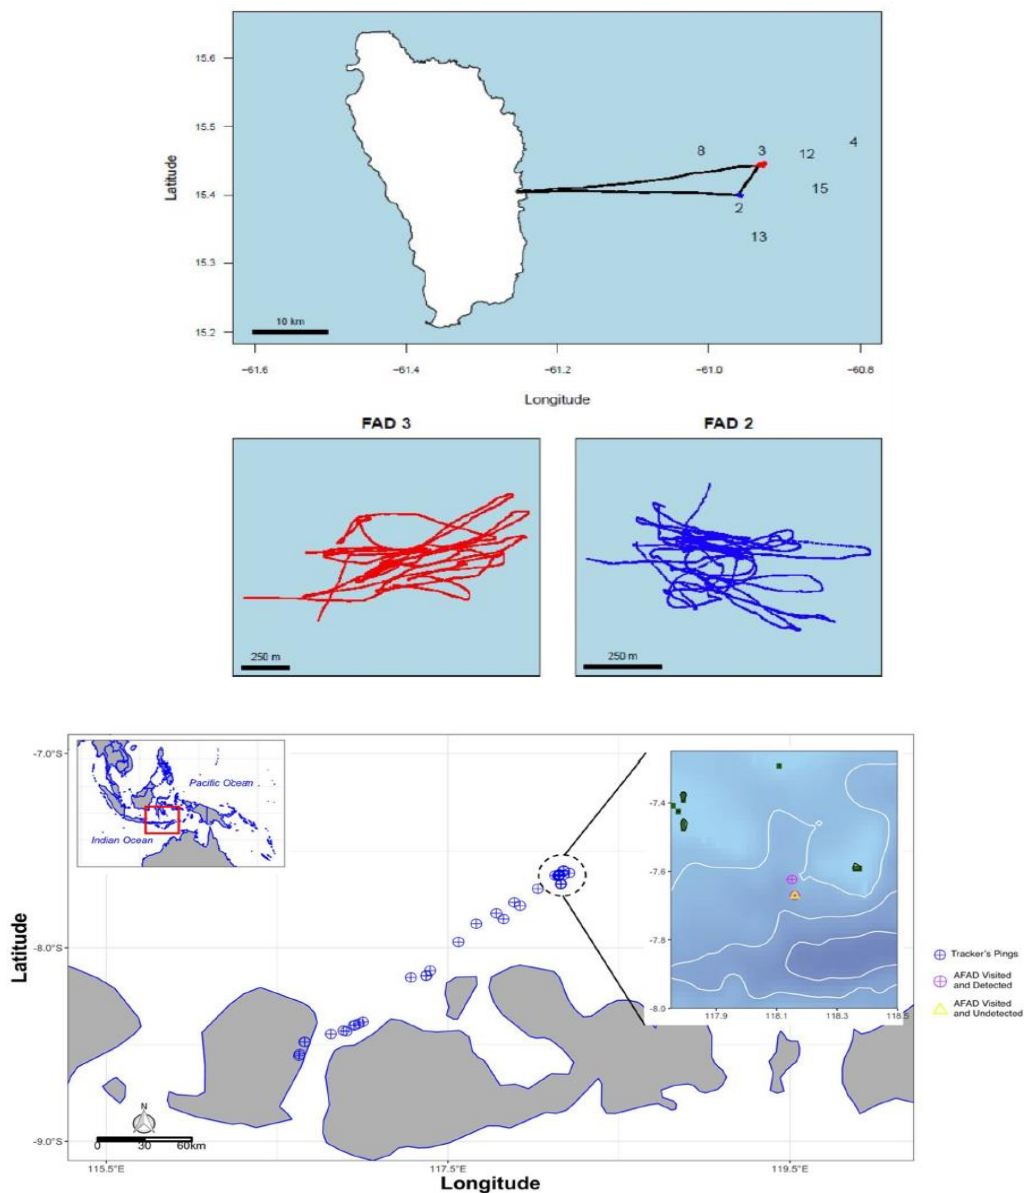 15.6
15.5
15.4
15.3
15.2
Latitude
8
3
12
4
15
2
13
10 km
−61.6
−61.4
−61.2
−61.0
−60.8
Longitude
FAD 3
FAD 2
250 m
250 m
-7.0°S
-8.0°S
-9.0°S
Latitude
Pacific Ocean
Indian Ocean
-7.4
-7.6
-7.8
-8.0
117.9
118.1
118.3
118.5
Tracker's Pings
AFAD Visited
and Detected
AFAD Visited
and Undetected
N
0
30
60km
115.5°E
117.5°E
119.5°E
Longitude